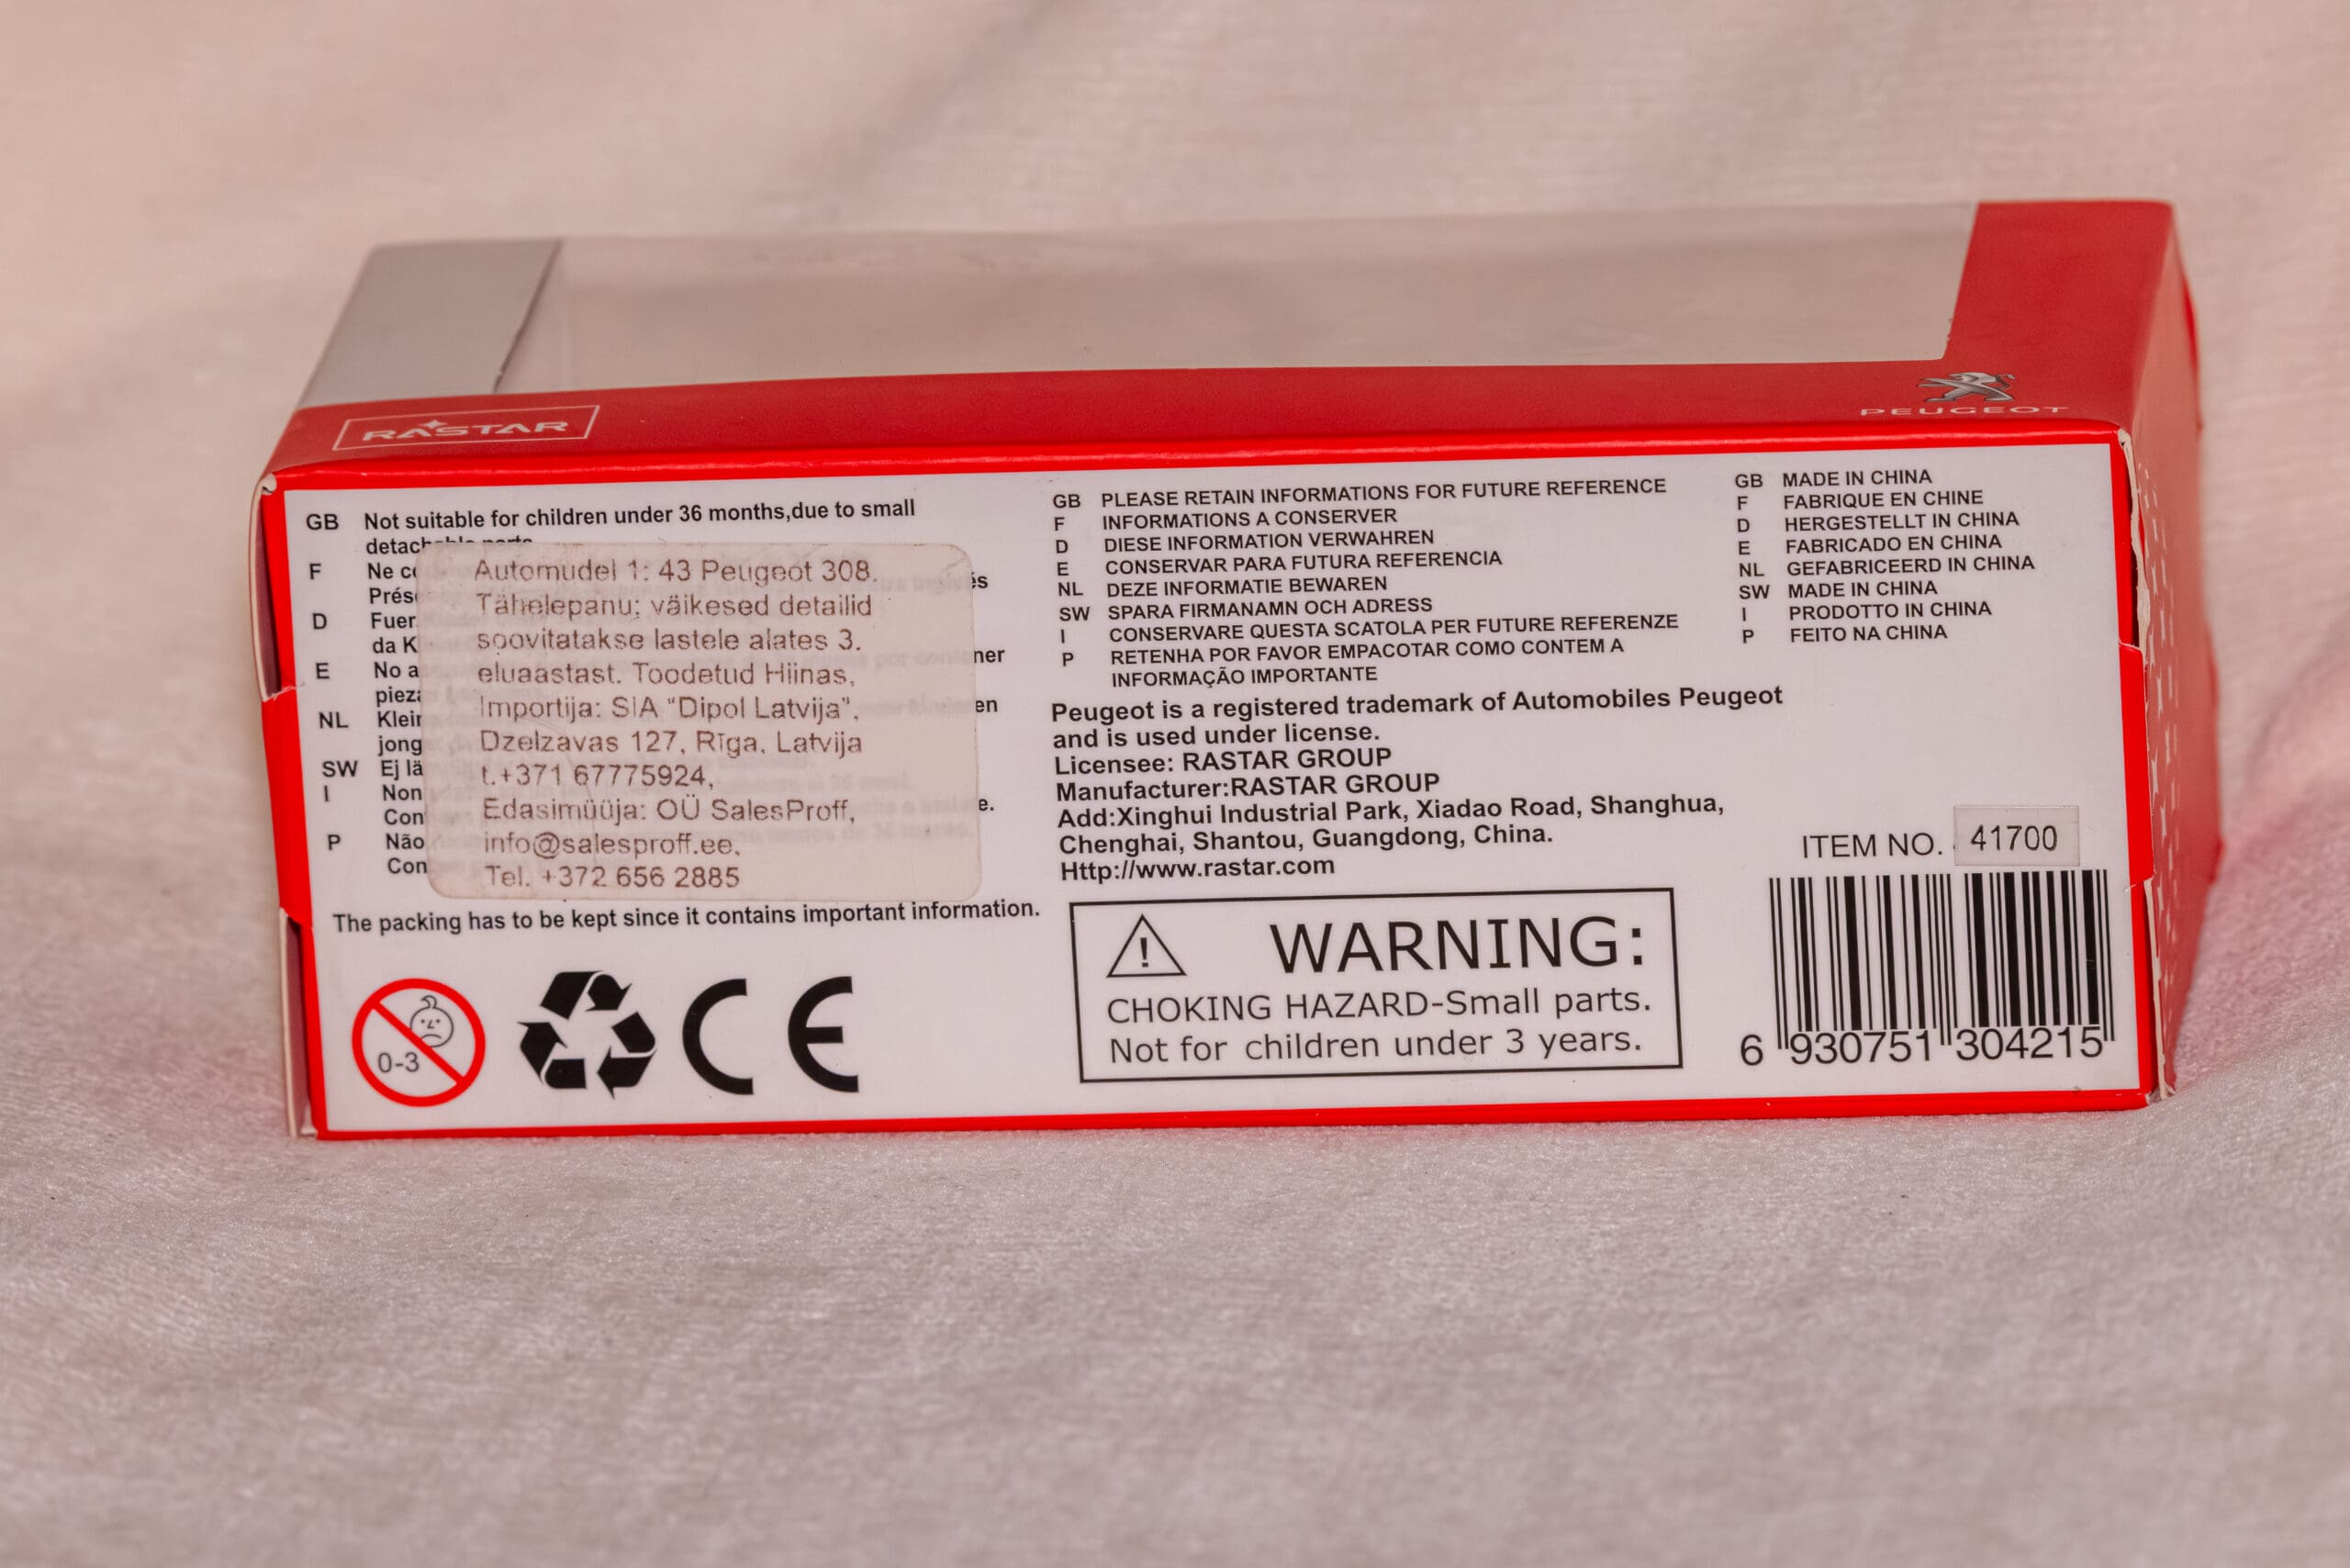 RASTAR
PEUGEOT
GB Not suitable for children under 36 months,due to small
detachable parts
F Ne
Prés
D Fuer
da K
E No a
NL
jong
SW Ej lä
I Non
P Não
Automudel 1: 43 Peugeot 308.
Tähelepanu: väikesed detailid
soovitatakse lastele alates 3.
eluaastast. Toodetud Hiinas,
Importija: SIA "Dipol Latvija",
Dzelzavas 127, Rīga, Latvija
t.+371 67775924,
Edasimüüja: OÜ SalesProff,
info@salesproff.ee,
Tel. +372 656 2885
The packing has to be kept since it contains important information.
0-3
CE
GB PLEASE RETAIN INFORMATIONS FOR FUTURE REFERENCE
F INFORMATIONS A CONSERVER
D DIESE INFORMATION VERWAHREN
E CONSERVAR PARA FUTURA REFERENCIA
NL DEZE INFORMATIE BEWAREN
SW SPARA FIRMANAMN OCH ADRESS
I CONSERVARE QUESTA SCATOLA PER FUTURE REFERENZE
P RETENHA POR FAVOR EMPACOTAR COMO CONTEM A
INFORMAÇÃO IMPORTANTE
Peugeot is a registered trademark of Automobiles Peugeot
and is used under license.
Licensee: RASTAR GROUP
Manufacturer:RASTAR GROUP
Add:Xinghui Industrial Park, Xiadao Road, Shanghua,
Chenghai, Shantou, Guangdong, China.
Http://www.rastar.com
WARNING:
CHOKING HAZARD-Small parts.
Not for children under 3 years.
GB MADE IN CHINA
F FABRIQUE EN CHINE
D HERGESTELLT IN CHINA
E FABRICADO EN CHINA
NL GEFABRICEERD IN CHINA
SW MADE IN CHINA
I PRODOTTO IN CHINA
P FEITO NA CHINA
ITEM NO. 41700
6 930751 304215